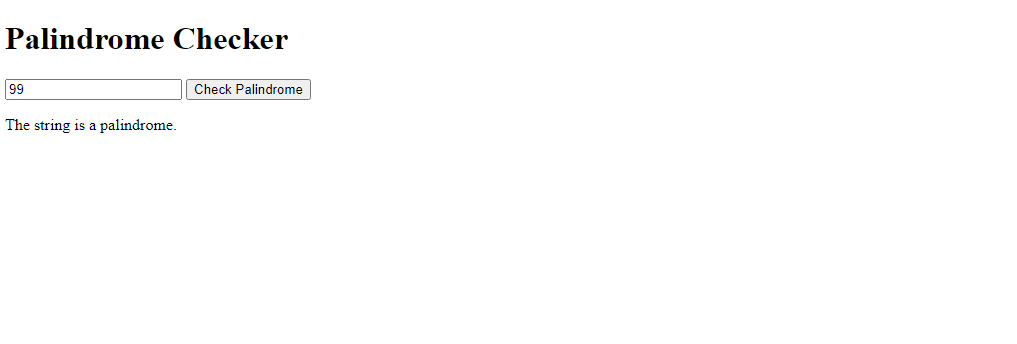 Palindrome Checker
99 Check Palindrome
The string is a palindrome.